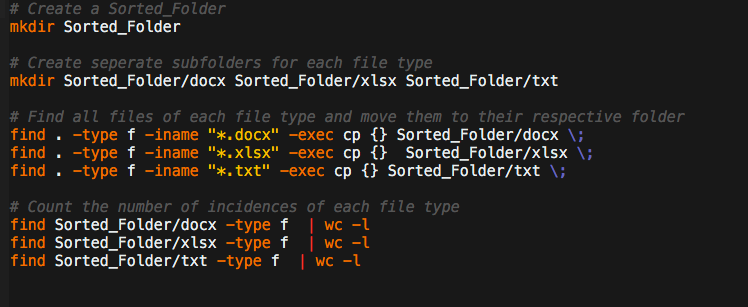 # Create a Sorted_Folder
mkdir Sorted_Folder
# Create seperate subfolders for each file type
mkdir Sorted_Folder/docx Sorted_Folder/xlsx Sorted_Folder/txt
# Find all files of each file type and move them to their respective folder
find . -type f -iname "*.docx" -exec cp {} Sorted_Folder/docx \;
find . -type f -iname "*.xlsx" -exec cp {}  Sorted_Folder/xlsx \;
find . -type f -iname "*.txt" -exec cp {} Sorted_Folder/txt \;
# Count the number of incidences of each file type
find Sorted_Folder/docx -type f  | wc -l
find Sorted_Folder/xlsx -type f  | wc -l
find Sorted_Folder/txt -type f  | wc -l